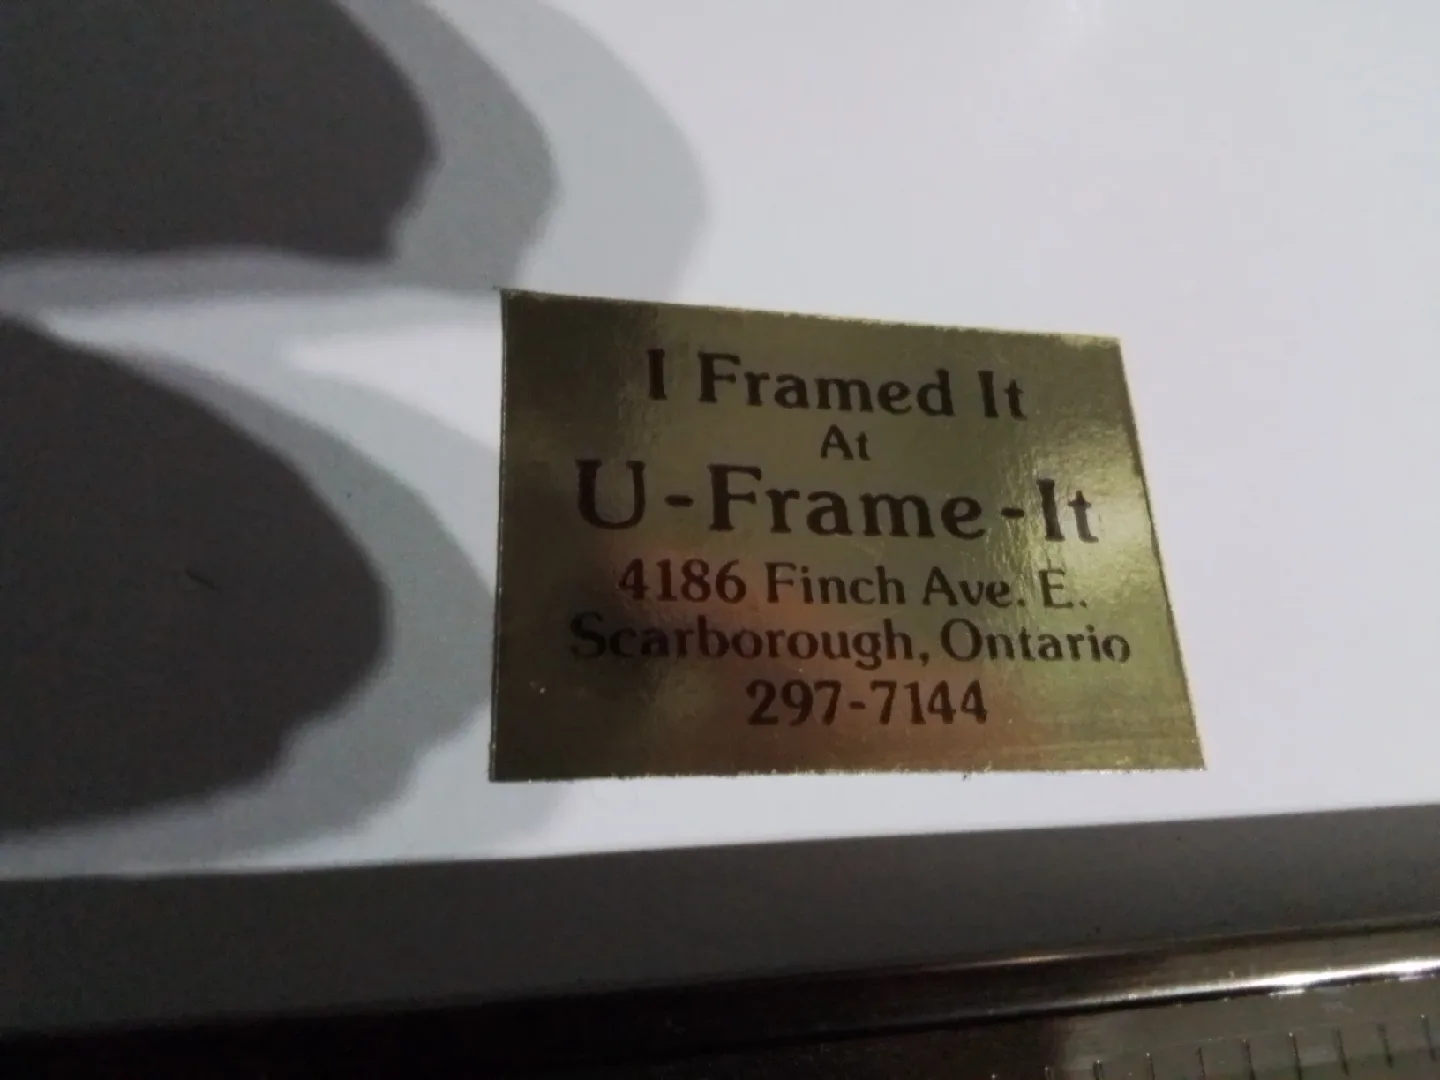 I Framed It
At
U-Frame-It
4186 Finch Ave. E.
Scarborough, Ontario
297-7144